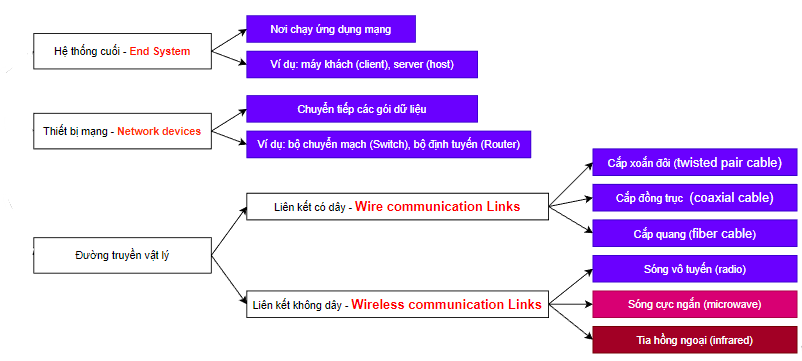 Hệ thống cuối - End System
Nơi chạy ứng dụng mạng
Ví dụ: máy khách (client), server (host)
Thiết bị mạng - Network devices
Chuyển tiếp các gói dữ liệu
Ví dụ: bộ chuyển mạch (Switch), bộ định tuyến (Router)
Đường truyền vật lý
Liên kết có dây - Wire communication Links
Cắp xoắn đôi (twisted pair cable)
Cắp đồng trục (coaxial cable)
Cắp quang (fiber cable)
Liên kết không dây - Wireless communication Links
Sóng vô tuyến (radio)
Sóng cực ngắn (microwave)
Tia hồng ngoại (infrared)